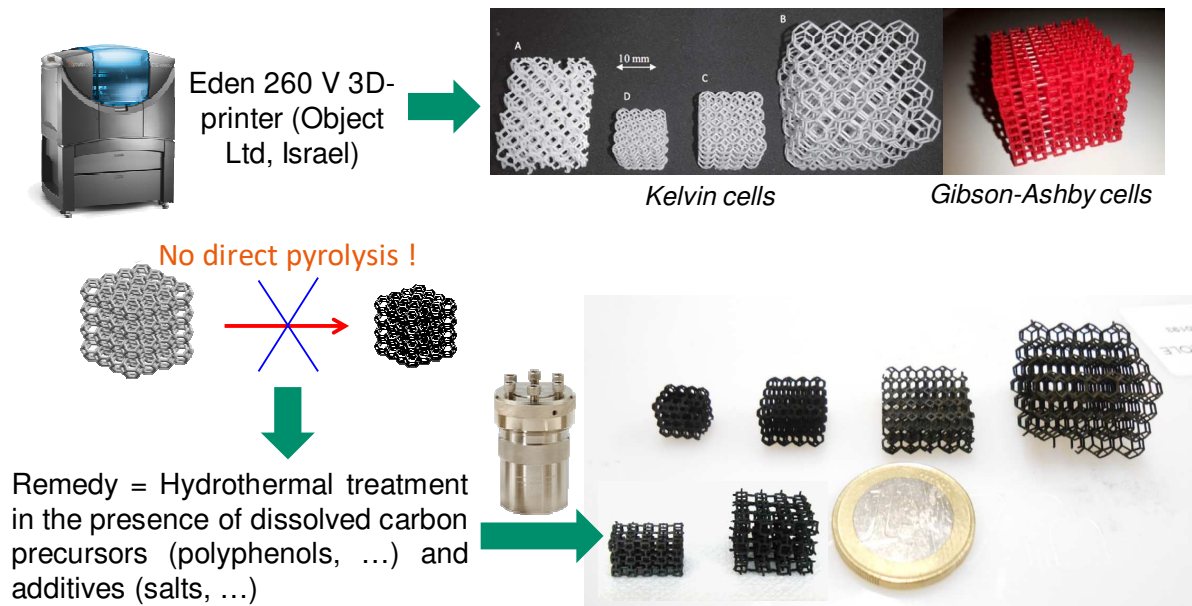 Eden 260 V 3D-
printer (Object
Ltd, Israel)
A
10 mm
D
C
B
Kelvin cells
Gibson-Ashby cells
No direct pyrolysis !
Remedy = Hydrothermal treatment
in the presence of dissolved carbon
precursors (polyphenols, …) and
additives (salts, …)